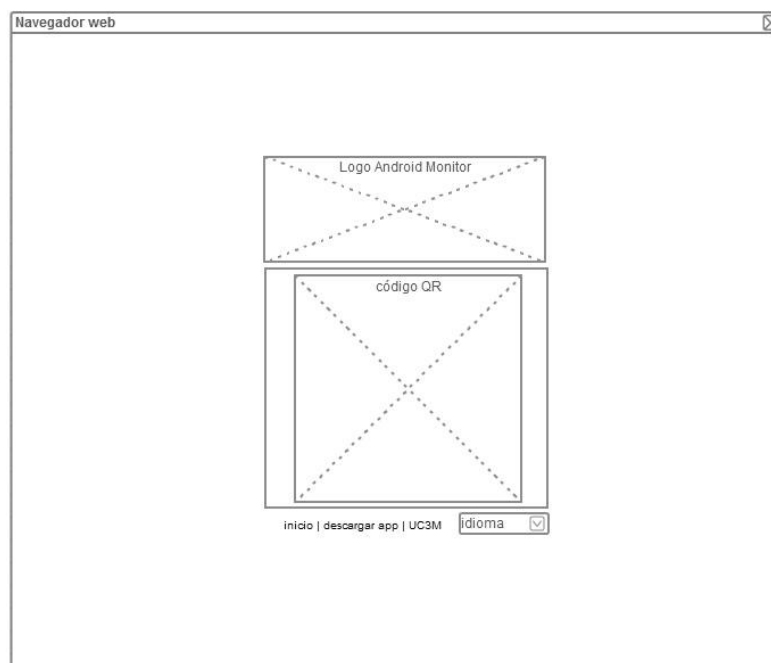 Navegador web
Logo Android Monitor
código QR
inicio | descargar app | UC3M
idioma